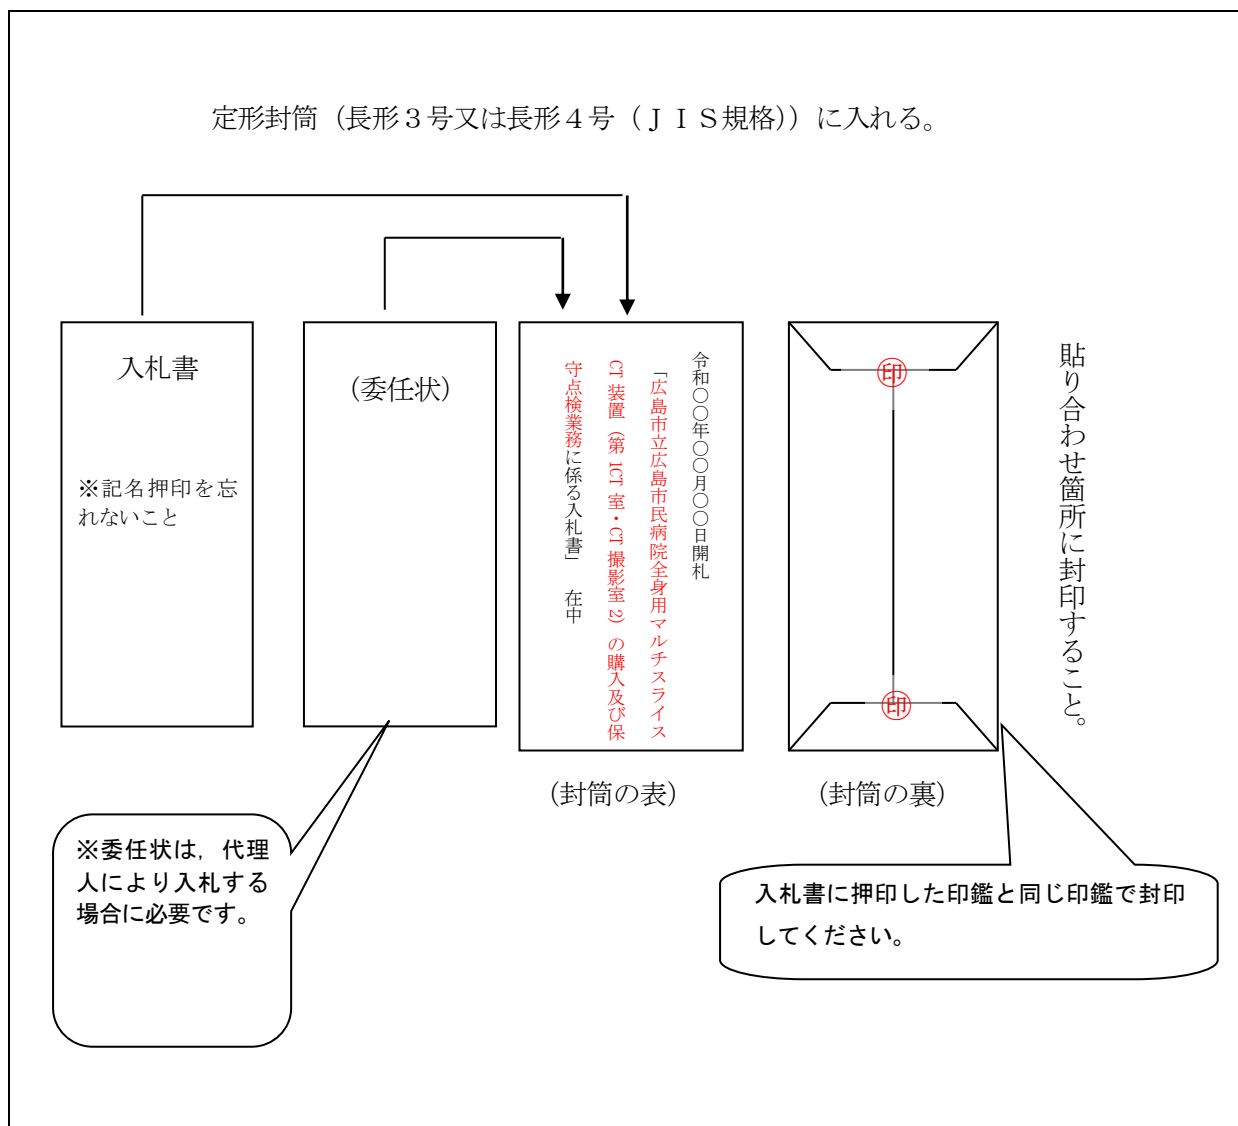 定形封筒（長形３号又は長形４号（ＪＩＳ規格））に入れる。
入札書
※記名押印を忘
れないこと
（委任状）
令和〇〇年〇〇月〇〇日開札
「広島市立広島市民病院全身用マルチスライス
CT装置（第1CT室・CT撮影室2）の購入及び保
守点検業務に係る入札書」　在中
印
印
貼り合わせ箇所に封印すること。
（封筒の表）
（封筒の裏）
※委任状は，代理
人により入札する
場合に必要です。
入札書に押印した印鑑と同じ印鑑で封印
してください。